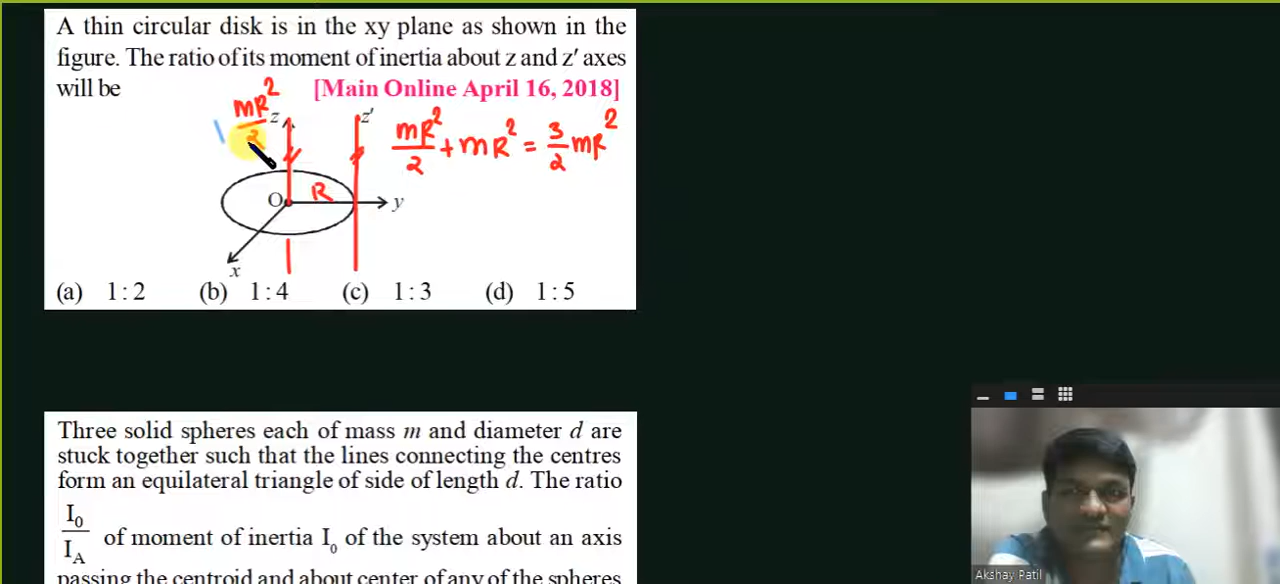 A thin circular disk is in the xy plane as shown in the
figure. The ratio of its moment of inertia about z and z′ axes
will be [Main Online April 16, 2018]
mR²/2
z
z′
mR²/2 + mR² = 3/2 mR²
O
R
y
x
(a) 1 : 2 (b) 1 : 4 (c) 1 : 3 (d) 1 : 5
Three solid spheres each of mass m and diameter d are
stuck together such that the lines connecting the centres
form an equilateral triangle of side of length d. The ratio
I₀/I_A of moment of inertia I₀ of the system about an axis
passing the centroid and about center of any of the spheres
Akshay Patil